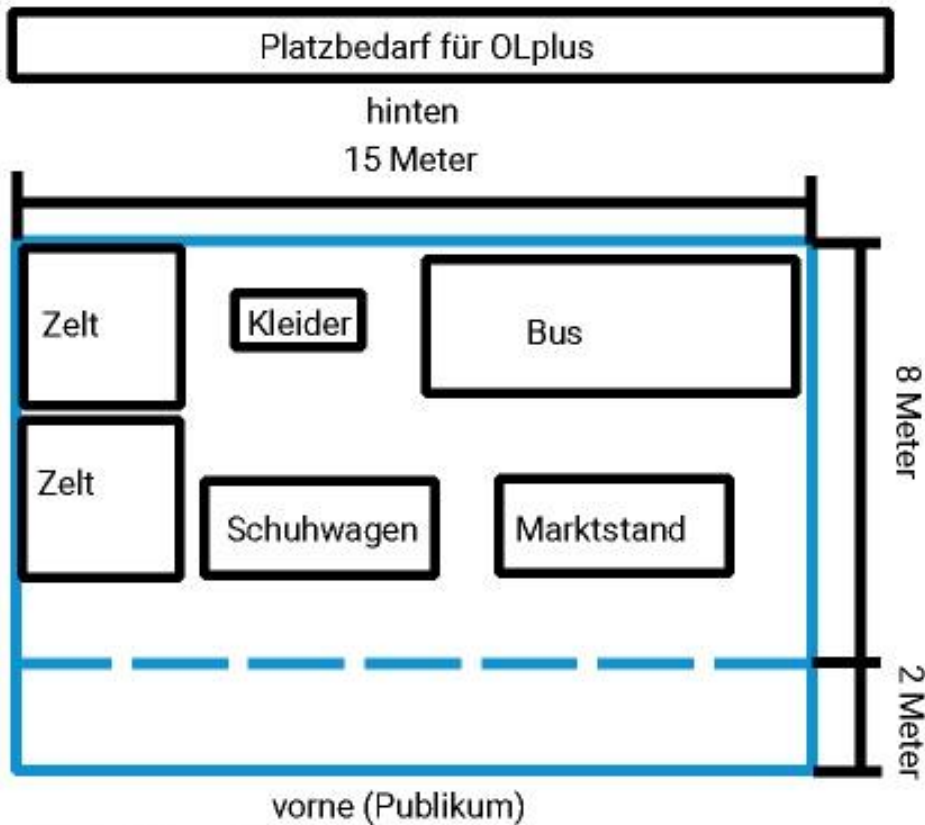 Platzbedarf für OLplus
hinten
15 Meter
Zelt
Kleider
Bus
8 Meter
Zelt
Schuhwagen
Marktstand
2 Meter
vorne (Publikum)